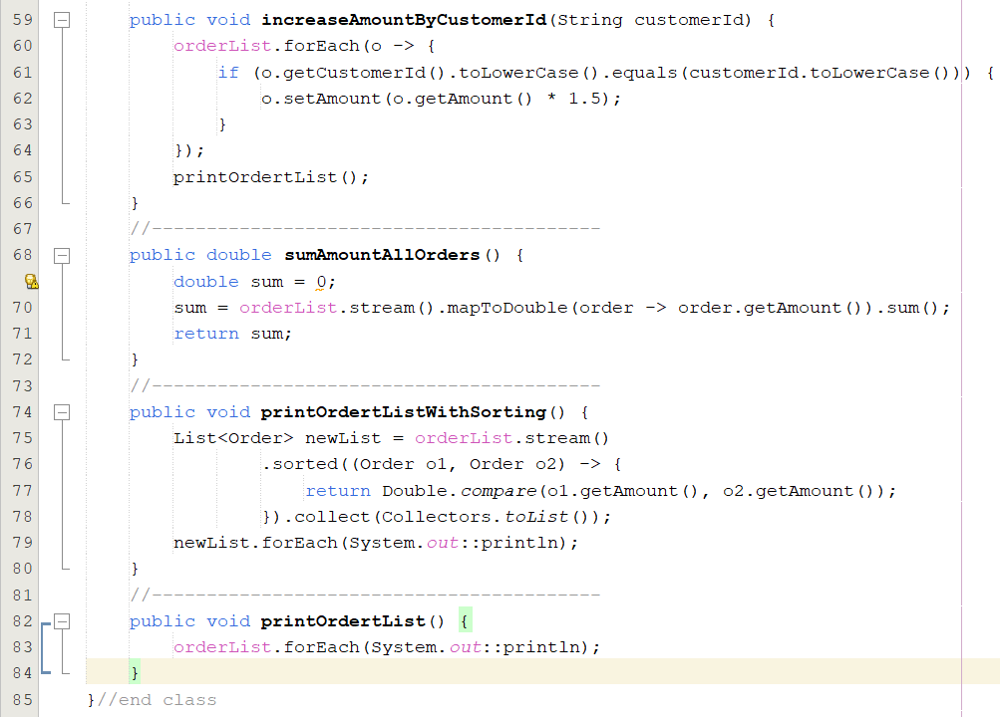 59 public void increaseAmountByCustomerId(String customerId) {
60 orderList.forEach(o -> {
61 if (o.getCustomerId().toLowerCase().equals(customerId.toLowerCase())) {
62 o.setAmount(o.getAmount() * 1.5);
63 }
64 });
65 printOrdertList();
66 }
67 //-----------------------------------------
68 public double sumAmountAllOrders() {
double sum = 0;
70 sum = orderList.stream().mapToDouble(order -> order.getAmount()).sum();
71 return sum;
72 }
73 //-----------------------------------------
74 public void printOrdertListWithSorting() {
75 List<Order> newList = orderList.stream()
76 .sorted((Order o1, Order o2) -> {
77 return Double.compare(o1.getAmount(), o2.getAmount());
78 }).collect(Collectors.toList());
79 newList.forEach(System.out::println);
80 }
81 //-----------------------------------------
82 public void printOrdertList() {
83 orderList.forEach(System.out::println);
84 }
85 }//end class